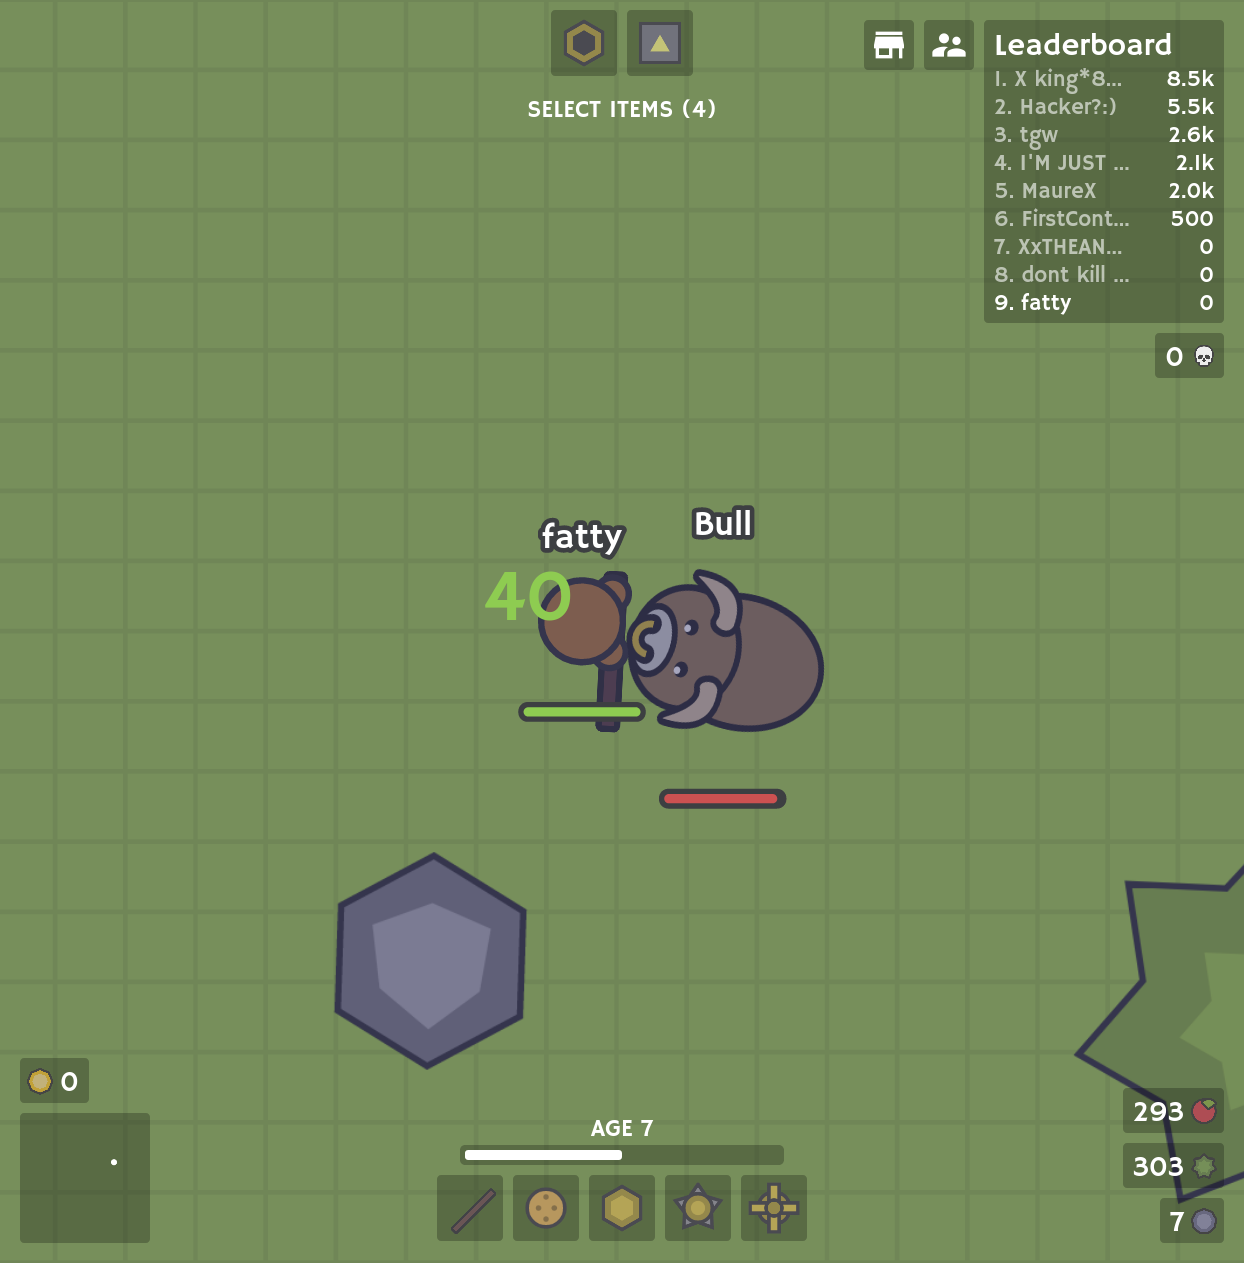 SELECT ITEMS (4)
Leaderboard
1. X king*8... 8.5k
2. Hacker?:) 5.5k
3. tgw 2.6k
4. I'M JUST ... 2.1k
5. MaureX 2.0k
6. FirstCont... 500
7. XxTHEAN... 0
8. dont kill ... 0
9. fatty 0
0
Bull
fatty
40
0
AGE 7
293
303
7